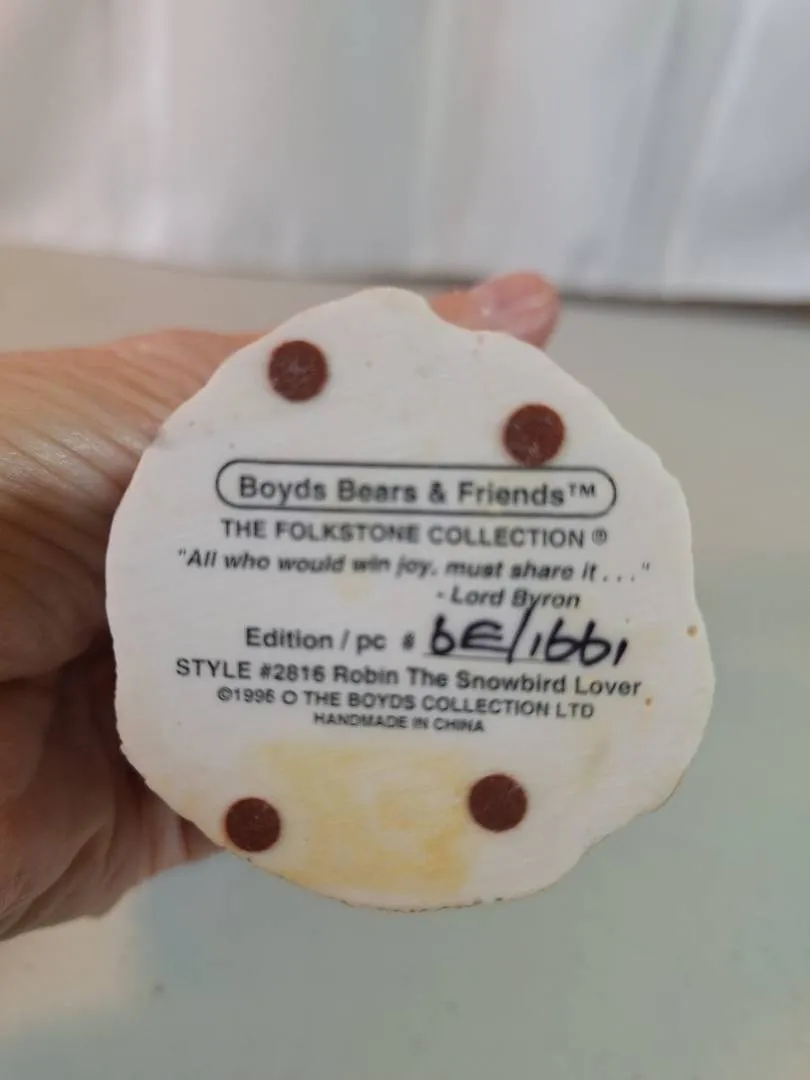 Boyds Bears & Friends™
THE FOLKSTONE COLLECTION ®
"All who would win joy, must share it . . . "
- Lord Byron
Edition / pc # 6E/1661
STYLE #2816 Robin The Snowbird Lover
©1996 O THE BOYDS COLLECTION LTD
HANDMADE IN CHINA